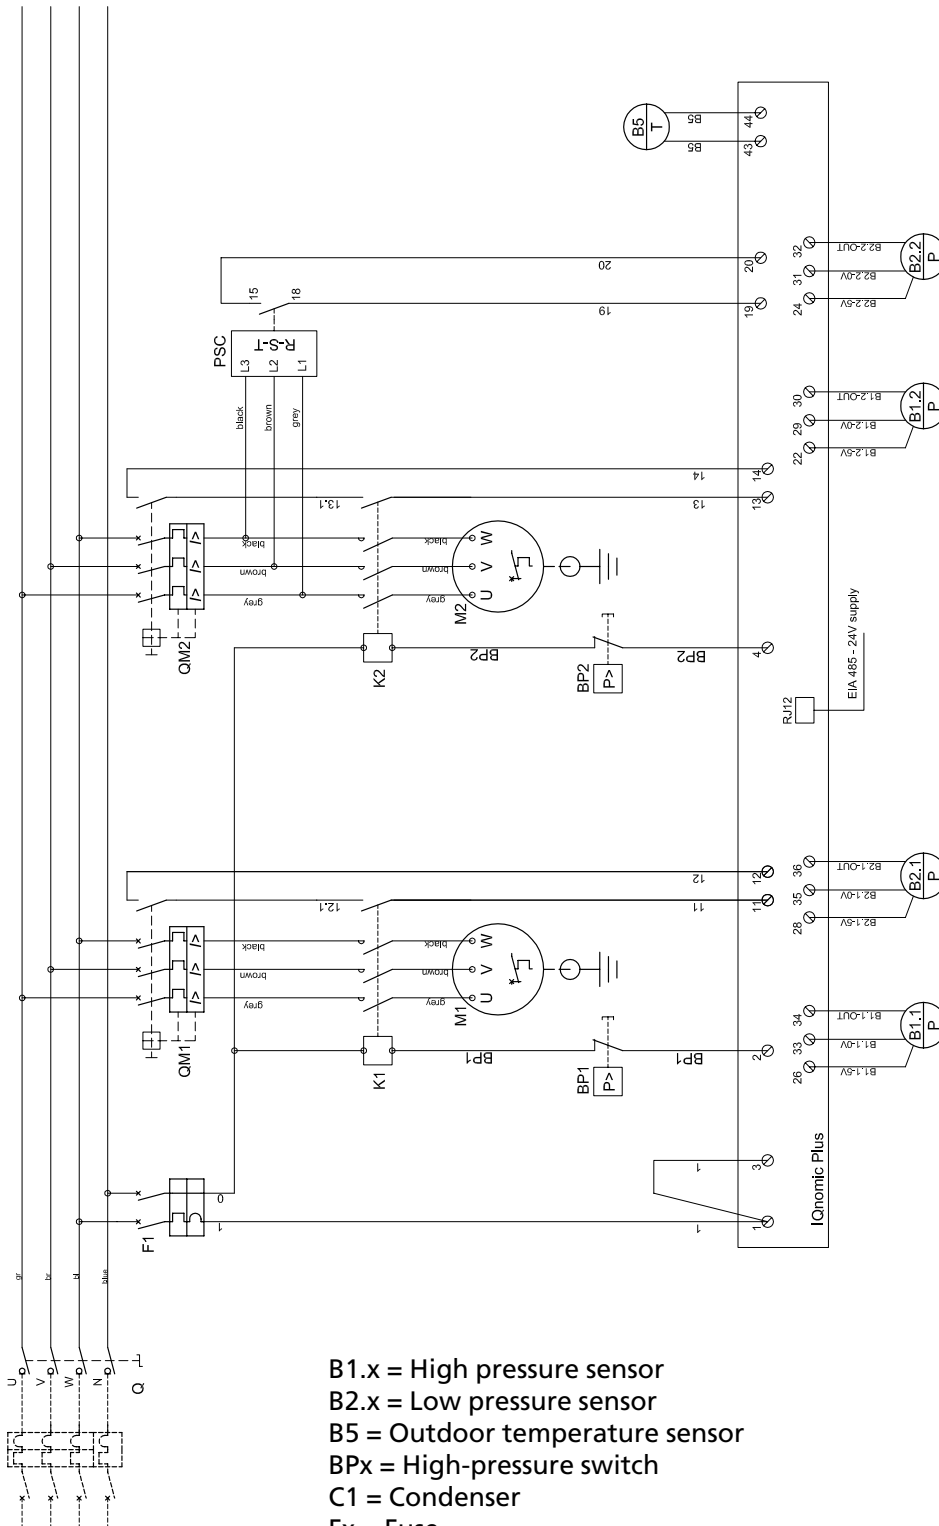 B5
T
B5
B5
44
43
20
19
20
19
15
18
PSC
R-S-T
L3
L2
L1
black
brown
grey
32
31
24
B2.2-OUT
B2.2-0V
B2.2-5V
B2.2
P
30
29
22
B1.2-OUT
B1.2-0V
B1.2-5V
B1.2
P
14
13.1
13
14
13
QM2
I>
I>
I>
black
brown
grey
black
brown
grey
W
V
U
M2
K2
BP2
BP2
P>
BP2
4
RJ12
EIA 485 - 24V supply
12
12.1
11
12
11
QM1
I>
I>
I>
black
brown
grey
black
brown
grey
W
V
U
M1
K1
BP1
BP1
P>
BP1
2
36
35
28
B2.1-OUT
B2.1-0V
B2.1-5V
B2.1
P
34
33
26
B1.1-OUT
B1.1-0V
B1.1-5V
B1.1
P
IQnomic Plus
F1
0
1
1
1
3
1
gr
br
bl
blue
U
V
W
N
Q
B1.x = High pressure sensor
B2.x = Low pressure sensor
B5 = Outdoor temperature sensor
BPx = High-pressure switch
C1 = Condenser